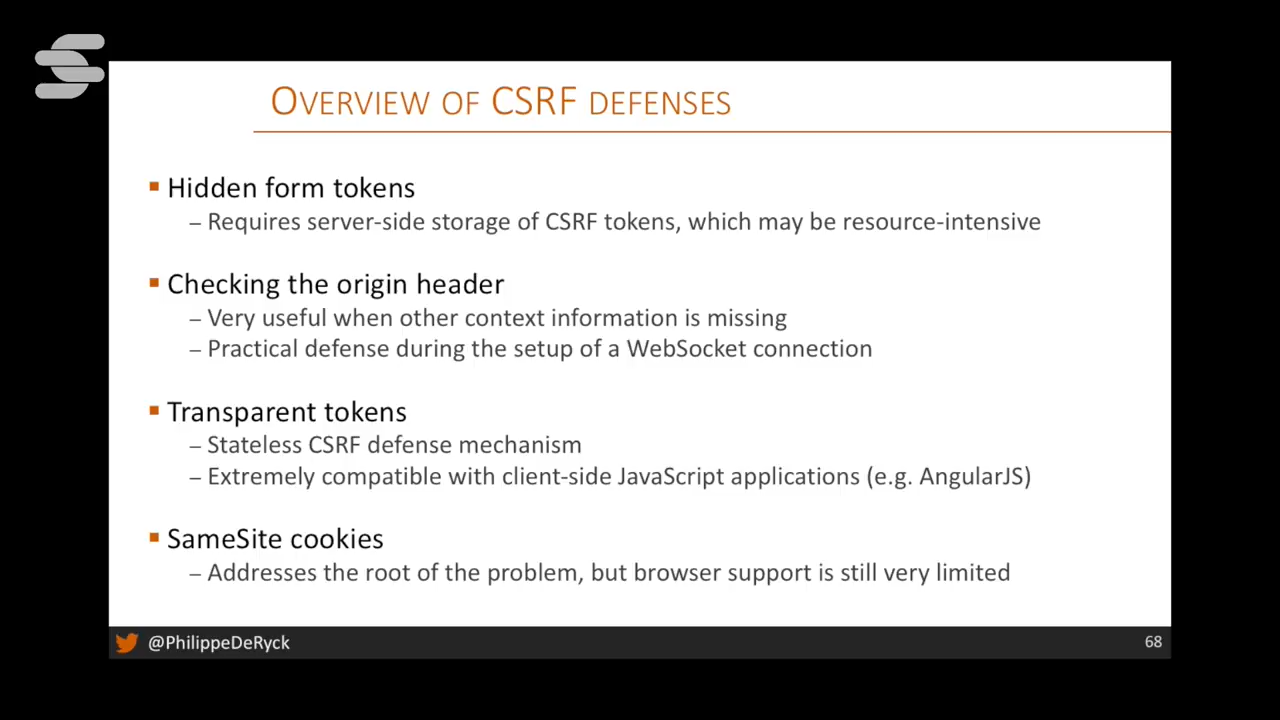 OVERVIEW OF CSRF DEFENSES
▪ Hidden form tokens
– Requires server-side storage of CSRF tokens, which may be resource-intensive
▪ Checking the origin header
– Very useful when other context information is missing
– Practical defense during the setup of a WebSocket connection
▪ Transparent tokens
– Stateless CSRF defense mechanism
– Extremely compatible with client-side JavaScript applications (e.g. AngularJS)
▪ SameSite cookies
– Addresses the root of the problem, but browser support is still very limited
@PhilippeDeRyck
68